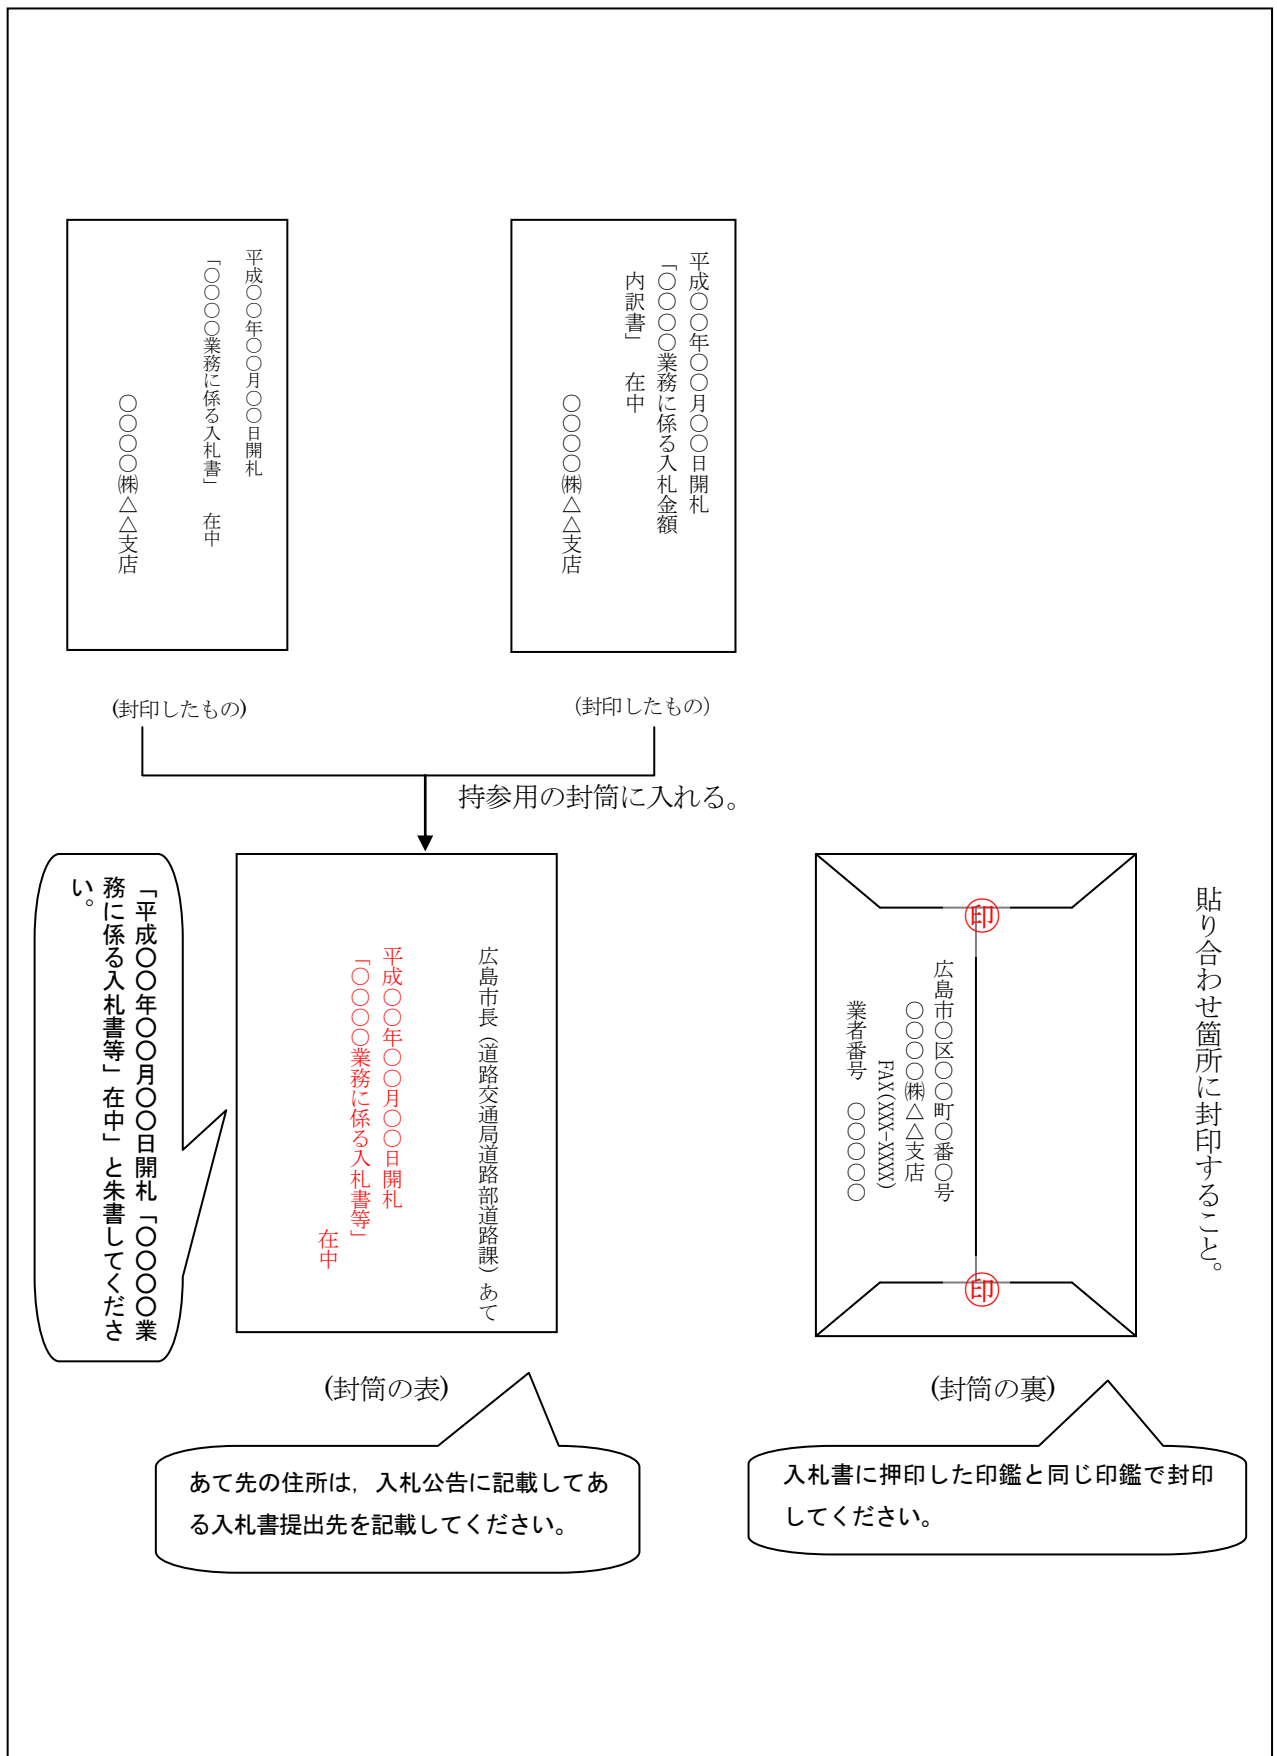 平成〇〇年〇〇月〇〇日開札
「〇〇〇〇業務に係る入札書」　在中
〇〇〇〇㈱△△支店
平成〇〇年〇〇月〇〇日開札
「〇〇〇〇業務に係る入札金額
内訳書」　在中
〇〇〇〇㈱△△支店
(封印したもの)
(封印したもの)
持参用の封筒に入れる。
「平成〇〇年〇〇月〇〇日開札「〇〇〇〇業
務に係る入札書等」在中」と朱書してくださ
い。
広島市長（道路交通局道路部道路課）あて
平成〇〇年〇〇月〇〇日開札
「〇〇〇〇業務に係る入札書等」
在中
(封筒の表)
あて先の住所は，入札公告に記載してあ
る入札書提出先を記載してください。
貼り合わせ箇所に封印すること。
印
広島市〇区〇〇町〇番〇号
〇〇〇〇㈱△△支店
FAX(XXX-XXXX)
業者番号　〇〇〇〇〇
印
(封筒の裏)
入札書に押印した印鑑と同じ印鑑で封印
してください。